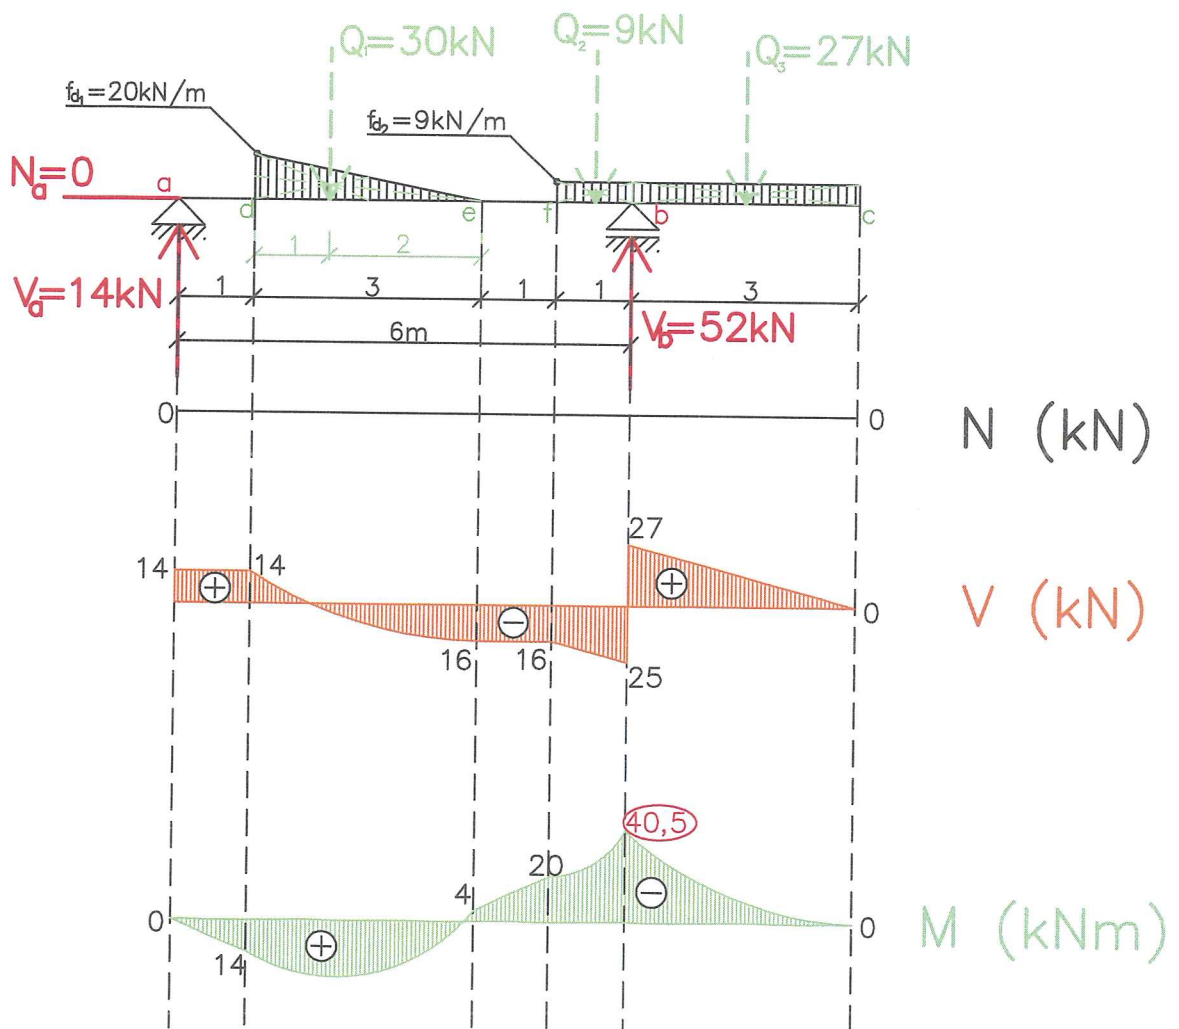 Q₁=30kN
Q₂=9kN
Q₃=27kN
fd₁=20kN/m
fd₂=9kN/m
Nₐ=0
a
d
e
f
b
c
1
2
Vₐ=14kN
1
3
1
1
3
6m
V_b=52kN
0
0
N (kN)
14
14
+
16
−
16
27
+
25
0
V (kN)
0
14
+
4
20
40,5
−
0
M (kNm)